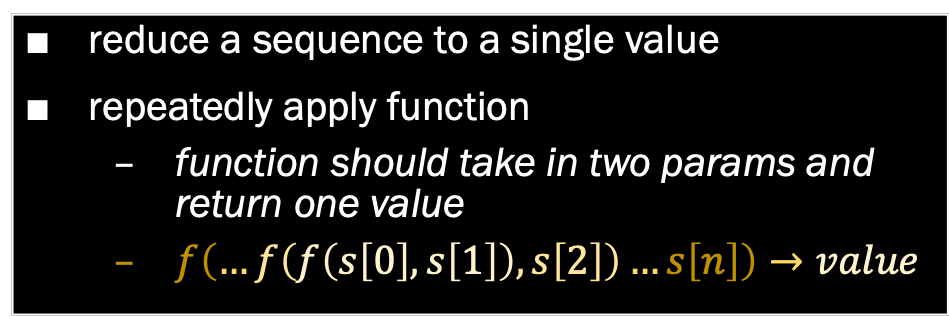 ■ reduce a sequence to a single value
■ repeatedly apply function
– function should take in two params and
return one value
– f(…f(f(s[0],s[1]),s[2])…s[n]) → value